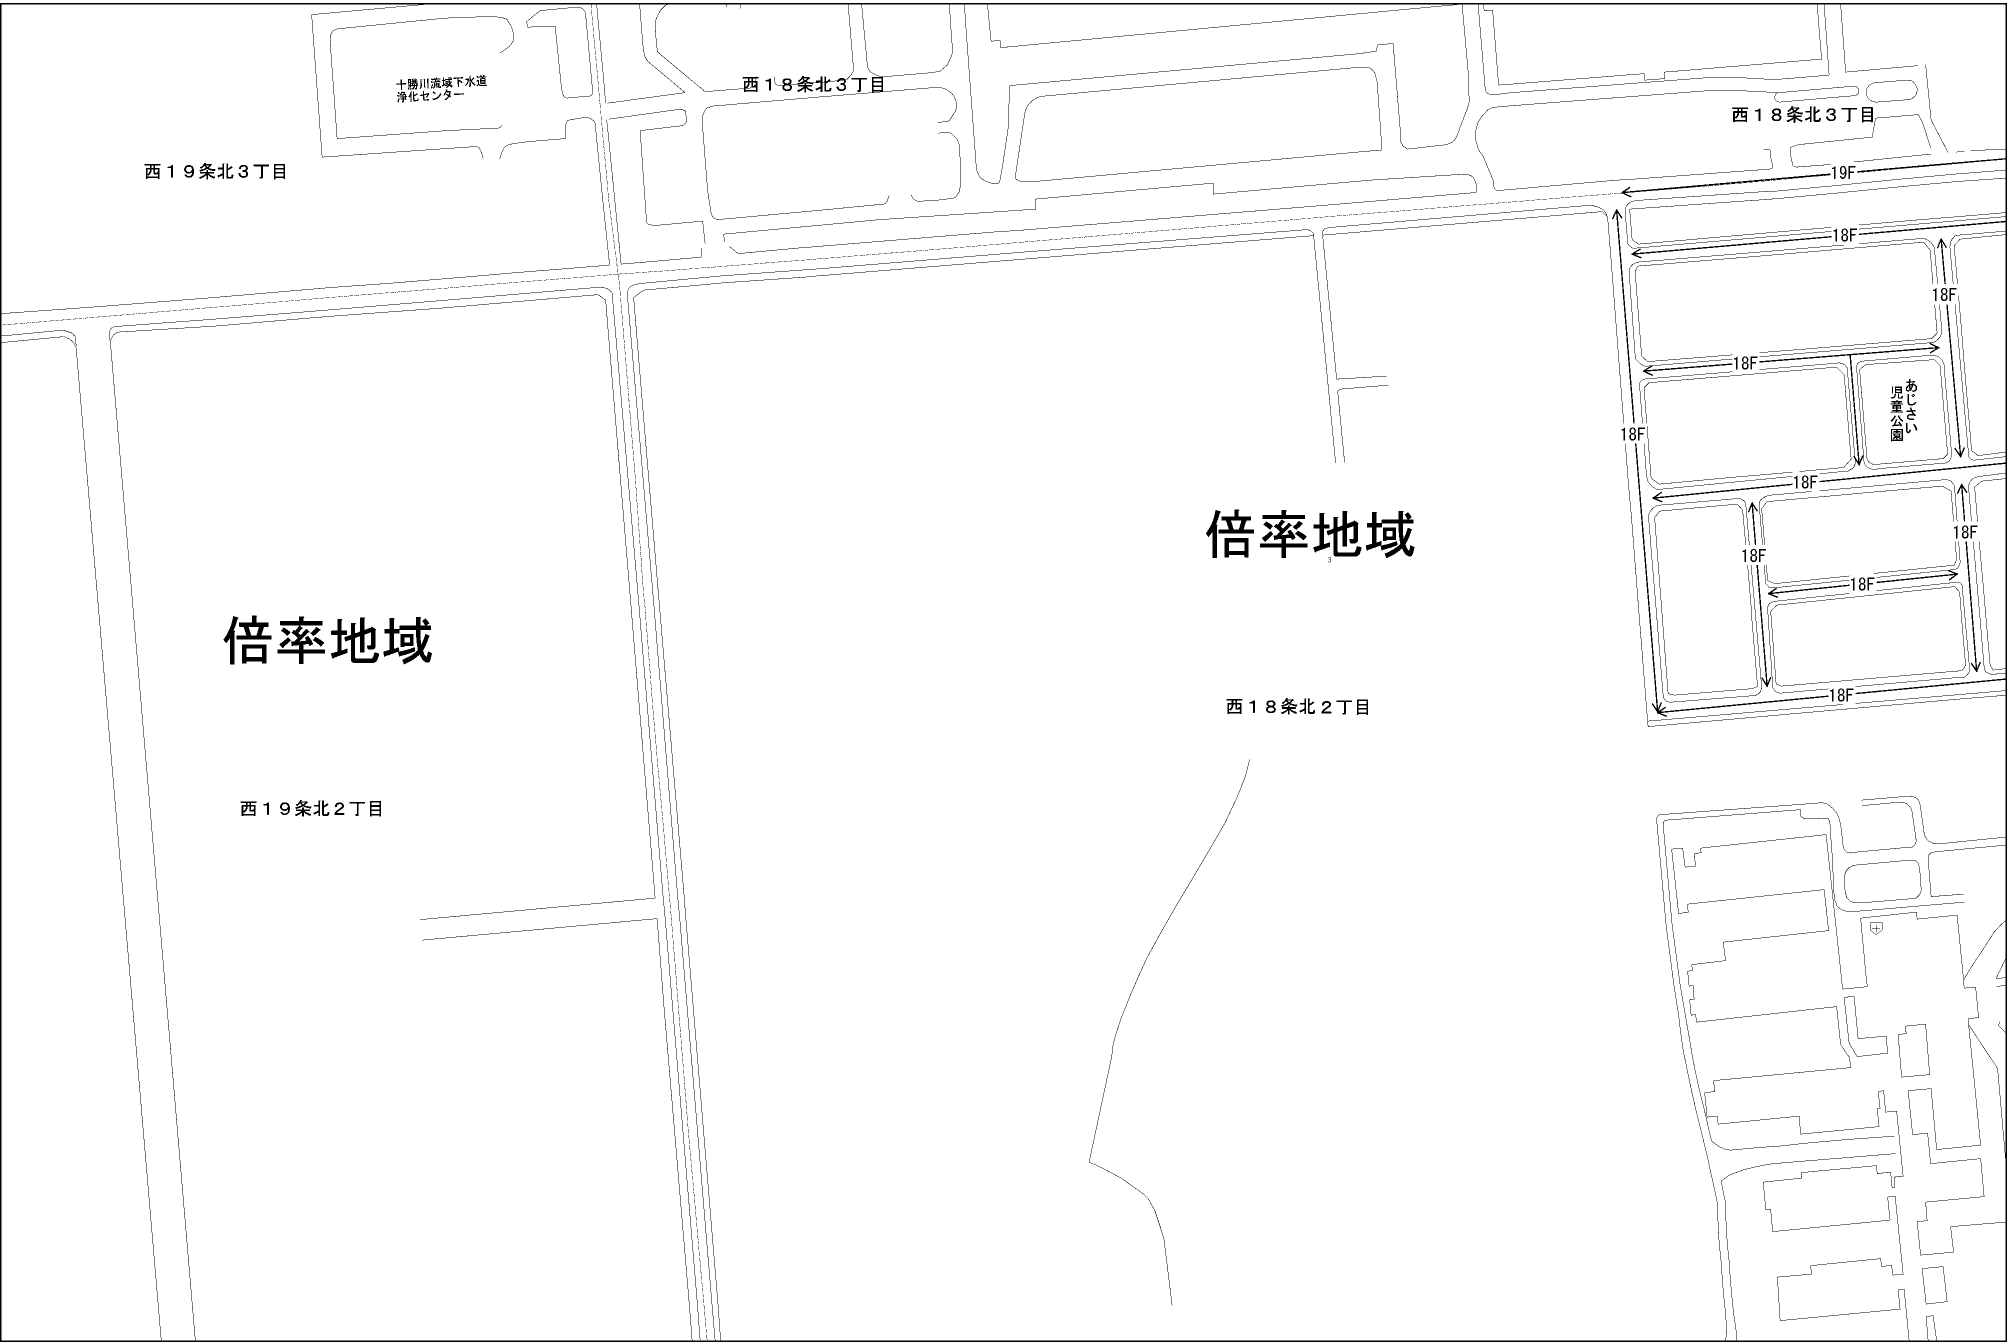 十勝川流域下水道
浄化センター
西１８条北３丁目
西１８条北３丁目
西１９条北３丁目
19F
18F
18F
18F
あじさい
児童公園
18F
18F
18F
18F
18F
18F
倍率地域
3
倍率地域
西１８条北２丁目
18F
西１９条北２丁目